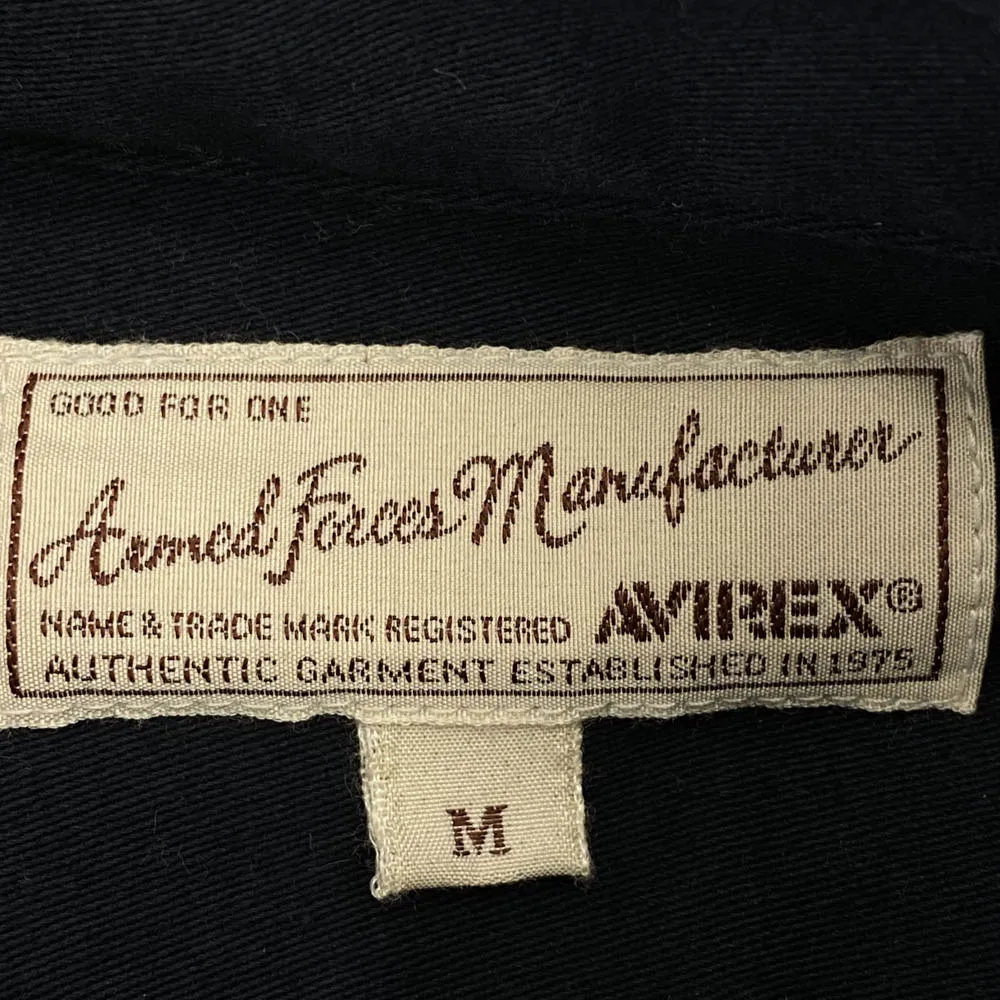 GOOD FOR ONE
Armed Forces Manufacturer
NAME & TRADE MARK REGISTERED AVIREX®
AUTHENTIC GARMENT ESTABLISHED IN 1975
M